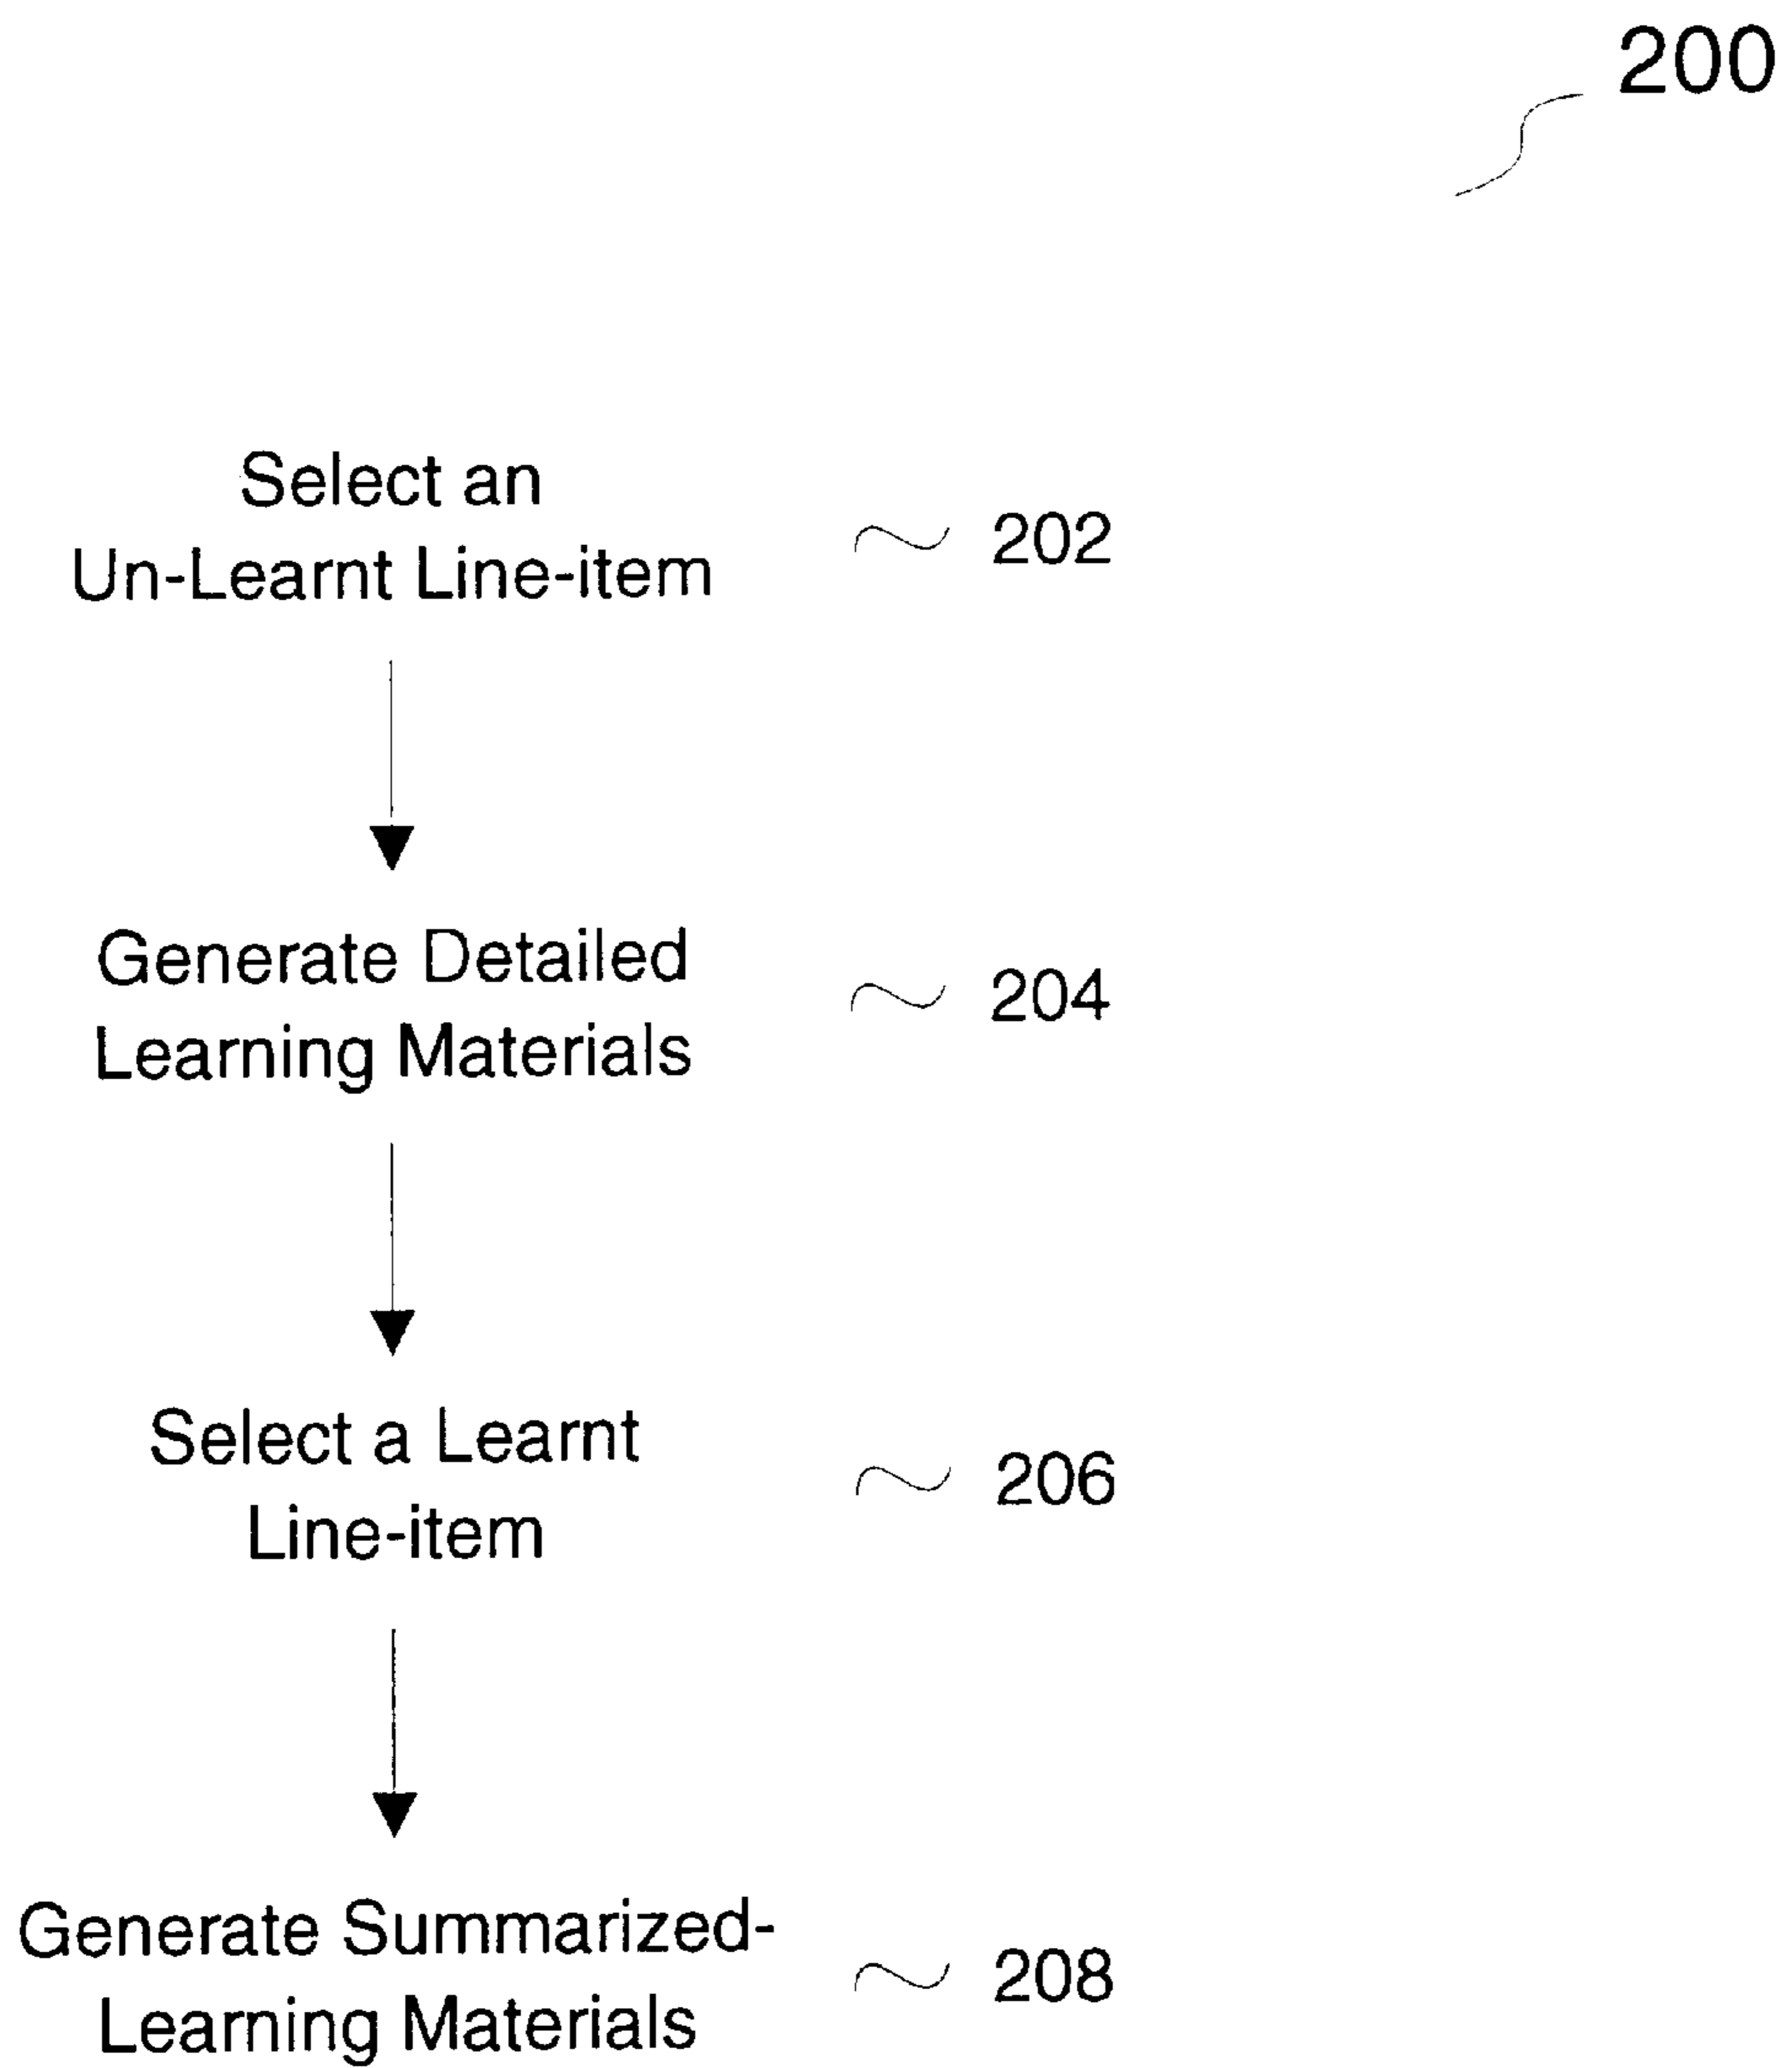 200
Select an
Un-Learnt Line-item
202
Generate Detailed
Learning Materials
204
Select a Learnt
Line-item
206
Generate Summarized-
Learning Materials
208